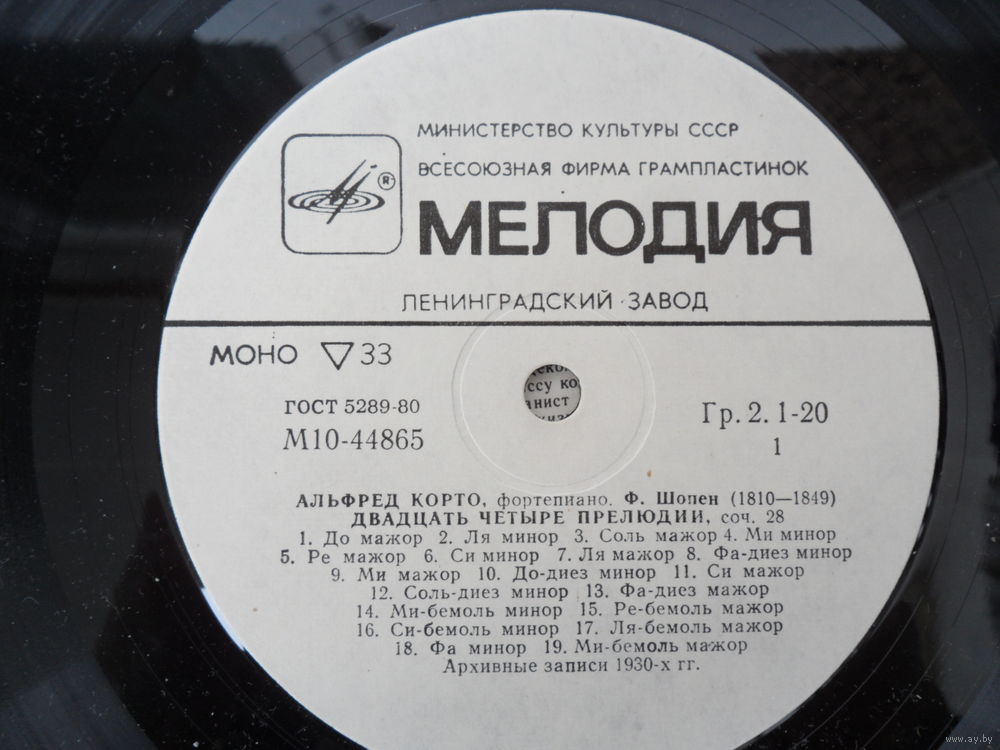 МИНИСТЕРСТВО КУЛЬТУРЫ СССР
ВСЕСОЮЗНАЯ ФИРМА ГРАМПЛАСТИНОК
®
МЕЛОДИЯ
ЛЕНИНГРАДСКИЙ ЗАВОД
МОНО ▽ 33
ГОСТ 5289-80
М10-44865
Гр. 2. 1-20
1
АЛЬФРЕД КОРТО, фортепиано. Ф. Шопен (1810—1849)
ДВАДЦАТЬ ЧЕТЫРЕ ПРЕЛЮДИИ, соч. 28
1. До мажор 2. Ля минор 3. Соль мажор 4. Ми минор
5. Ре мажор 6. Си минор 7. Ля мажор 8. Фа-диез минор
9. Ми мажор 10. До-диез минор 11. Си мажор
12. Соль-диез минор 13. Фа-диез мажор
14. Ми-бемоль минор 15. Ре-бемоль мажор
16. Си-бемоль минор 17. Ля-бемоль мажор
18. Фа минор 19. Ми-бемоль мажор
Архивные записи 1930-х гг.
www.ay.by